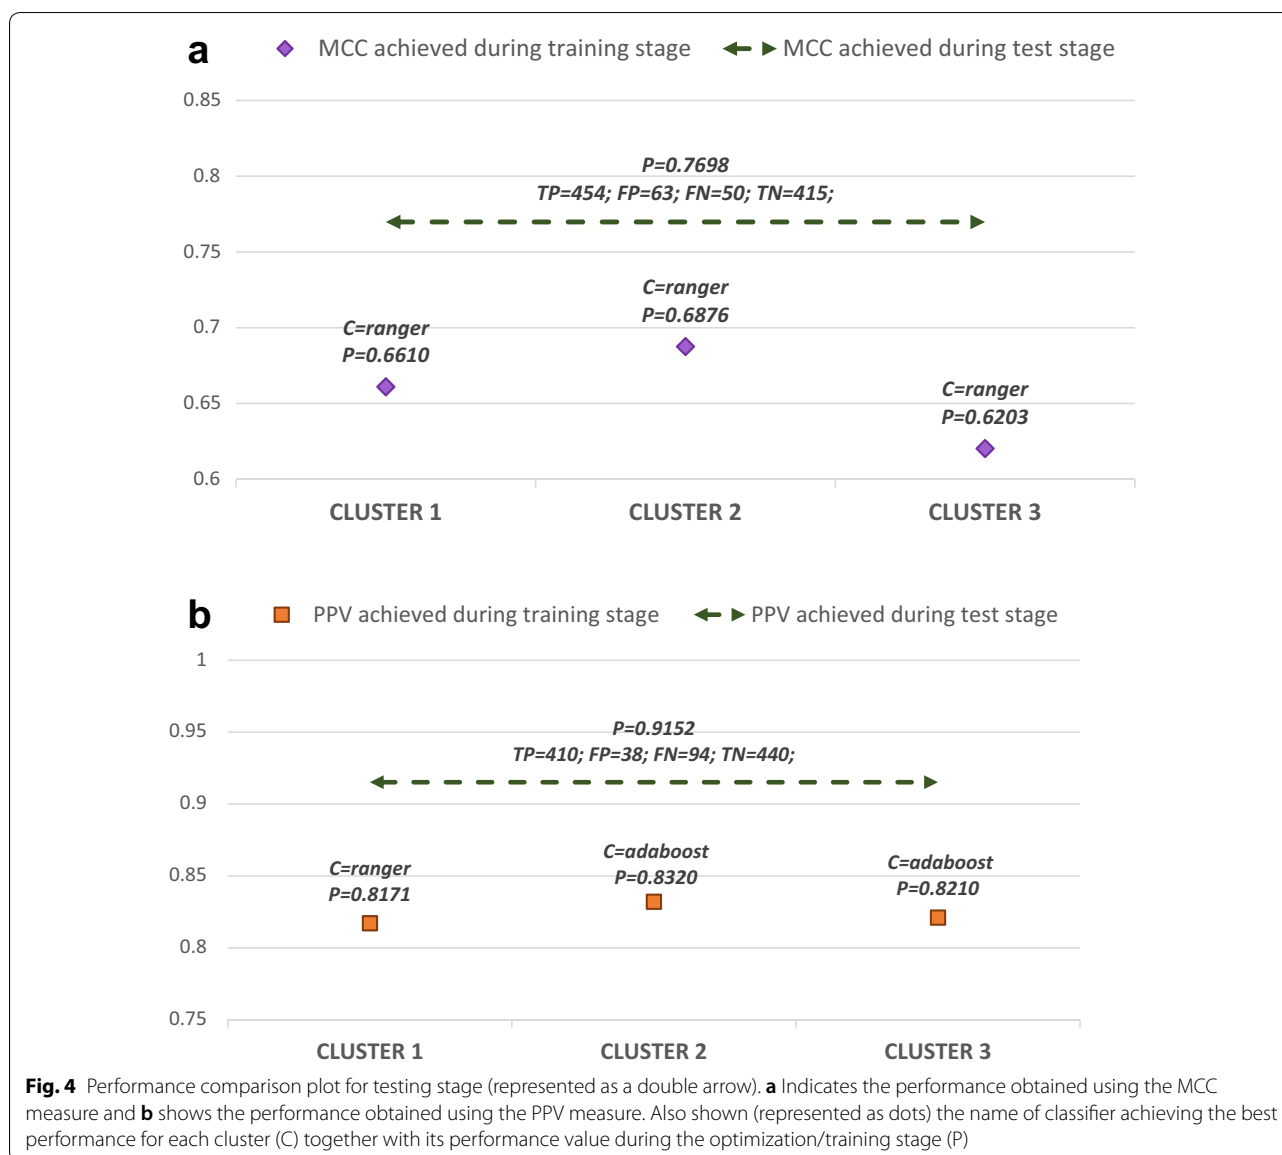 a
MCC achieved during training stage
MCC achieved during test stage
0.85
0.8
0.75
0.7
0.65
0.6
P=0.7698
TP=454; FP=63; FN=50; TN=415;
C=ranger
P=0.6610
C=ranger
P=0.6876
C=ranger
P=0.6203
CLUSTER 1
CLUSTER 2
CLUSTER 3
b
PPV achieved during training stage
PPV achieved during test stage
1
0.95
0.9
0.85
0.8
0.75
P=0.9152
TP=410; FP=38; FN=94; TN=440;
C=ranger
P=0.8171
C=adaboost
P=0.8320
C=adaboost
P=0.8210
CLUSTER 1
CLUSTER 2
CLUSTER 3
Fig. 4 Performance comparison plot for testing stage (represented as a double arrow). a Indicates the performance obtained using the MCC
measure and b shows the performance obtained using the PPV measure. Also shown (represented as dots) the name of classifier achieving the best
performance for each cluster (C) together with its performance value during the optimization/training stage (P)